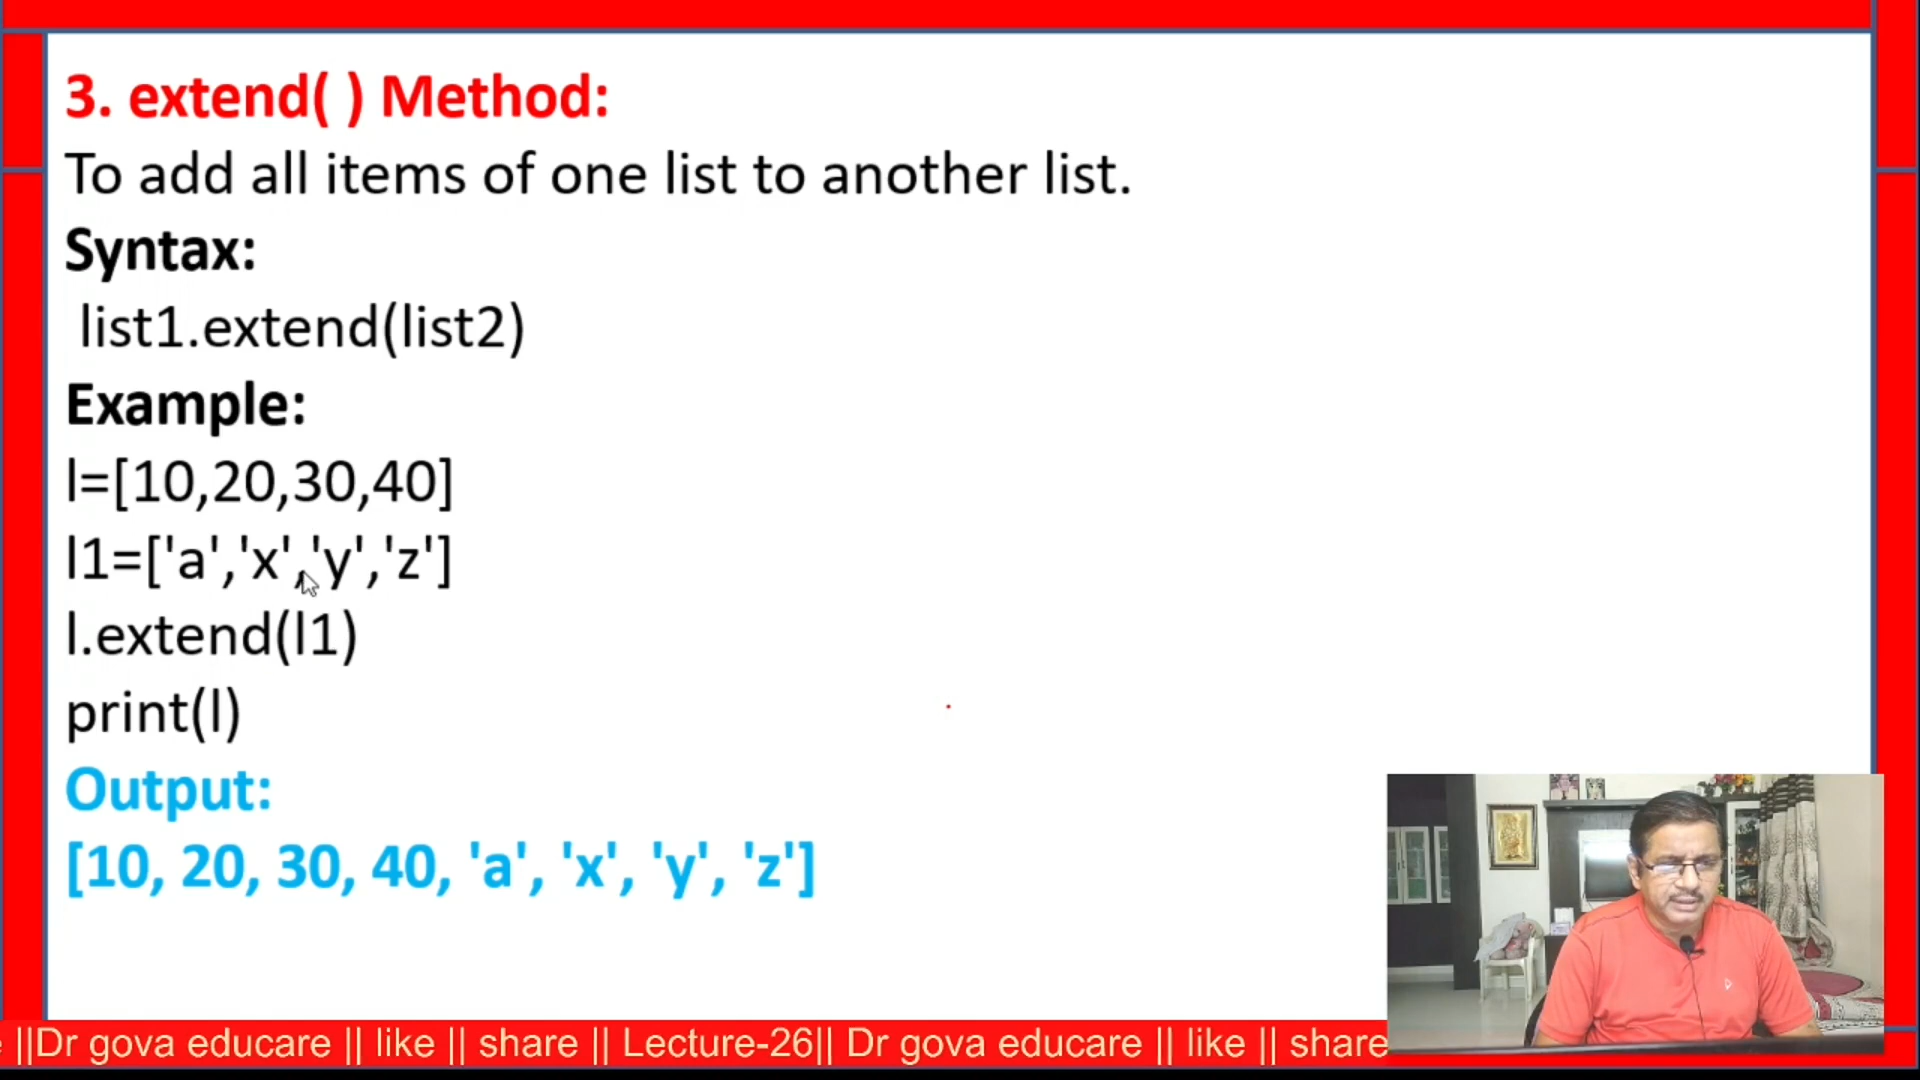 3. extend( ) Method:
To add all items of one list to another list.
Syntax:
list1.extend(list2)
Example:
l=[10,20,30,40]
l1=['a','x','y','z']
l.extend(l1)
print(l)
Output:
[10, 20, 30, 40, 'a', 'x', 'y', 'z']
||Dr gova educare || like || share || Lecture-26|| Dr gova educare || like || share